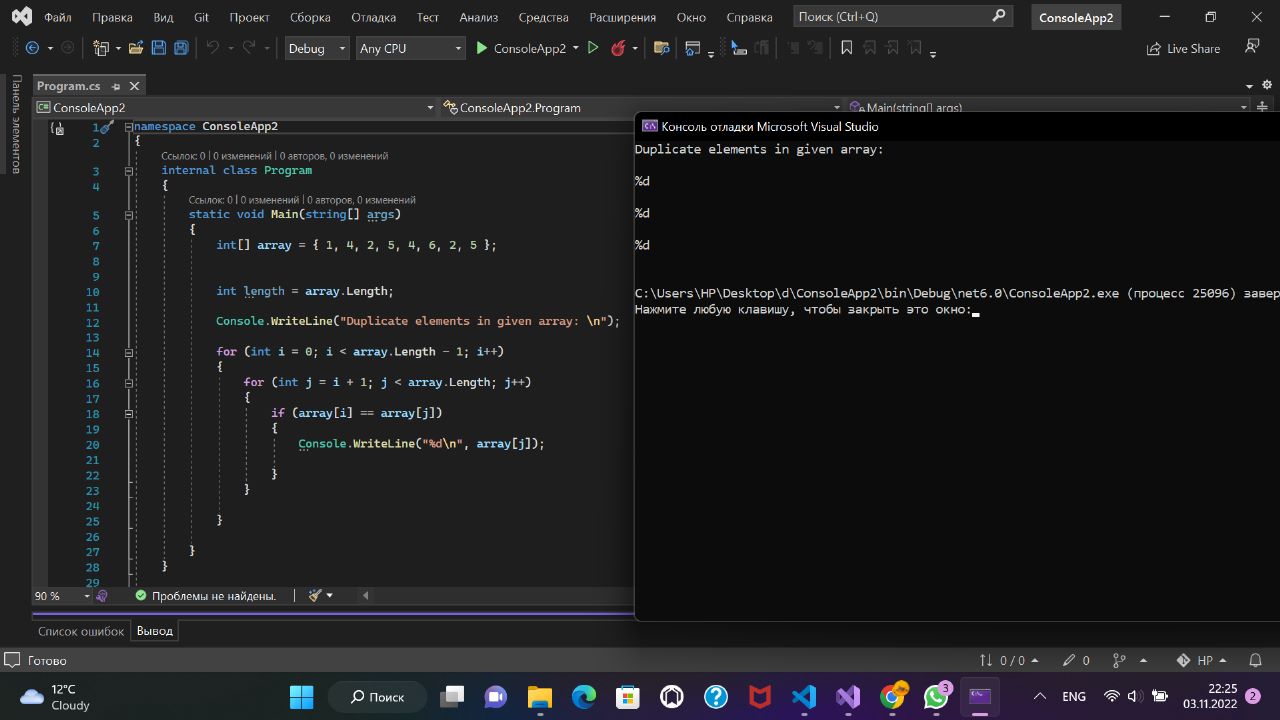 Файл Правка Вид Git Проект Сборка Отладка Тест Анализ Средства Расширения Окно Справка Поиск (Ctrl+Q) ConsoleApp2
Debug Any CPU ConsoleApp2 Live Share
Панель элементов
Program.cs
C# ConsoleApp2 ConsoleApp2.Program Main(string[] args)
1 namespace ConsoleApp2
2 {
Ссылок: 0 | 0 изменений | 0 авторов, 0 изменений
3 internal class Program
4 {
Ссылок: 0 | 0 изменений | 0 авторов, 0 изменений
5 static void Main(string[] args)
6 {
7 int[] array = { 1, 4, 2, 5, 4, 6, 2, 5 };
8
9
10 int length = array.Length;
11
12 Console.WriteLine("Duplicate elements in given array: \n");
13
14 for (int i = 0; i < array.Length - 1; i++)
15 {
16 for (int j = i + 1; j < array.Length; j++)
17 {
18 if (array[i] == array[j])
19 {
20 Console.WriteLine("%d\n", array[j]);
21
22 }
23 }
24
25 }
26
27 }
28 }
29
90 % Проблемы не найдены.
Список ошибок Вывод
Консоль отладки Microsoft Visual Studio
Duplicate elements in given array:
%d
%d
%d
C:\Users\HP\Desktop\d\ConsoleApp2\bin\Debug\net6.0\ConsoleApp2.exe (процесс 25096) завер
Нажмите любую клавишу, чтобы закрыть это окно:
Готово 0 / 0 0 HP
12°C
Cloudy
Поиск
3
ENG
22:25
03.11.2022
2